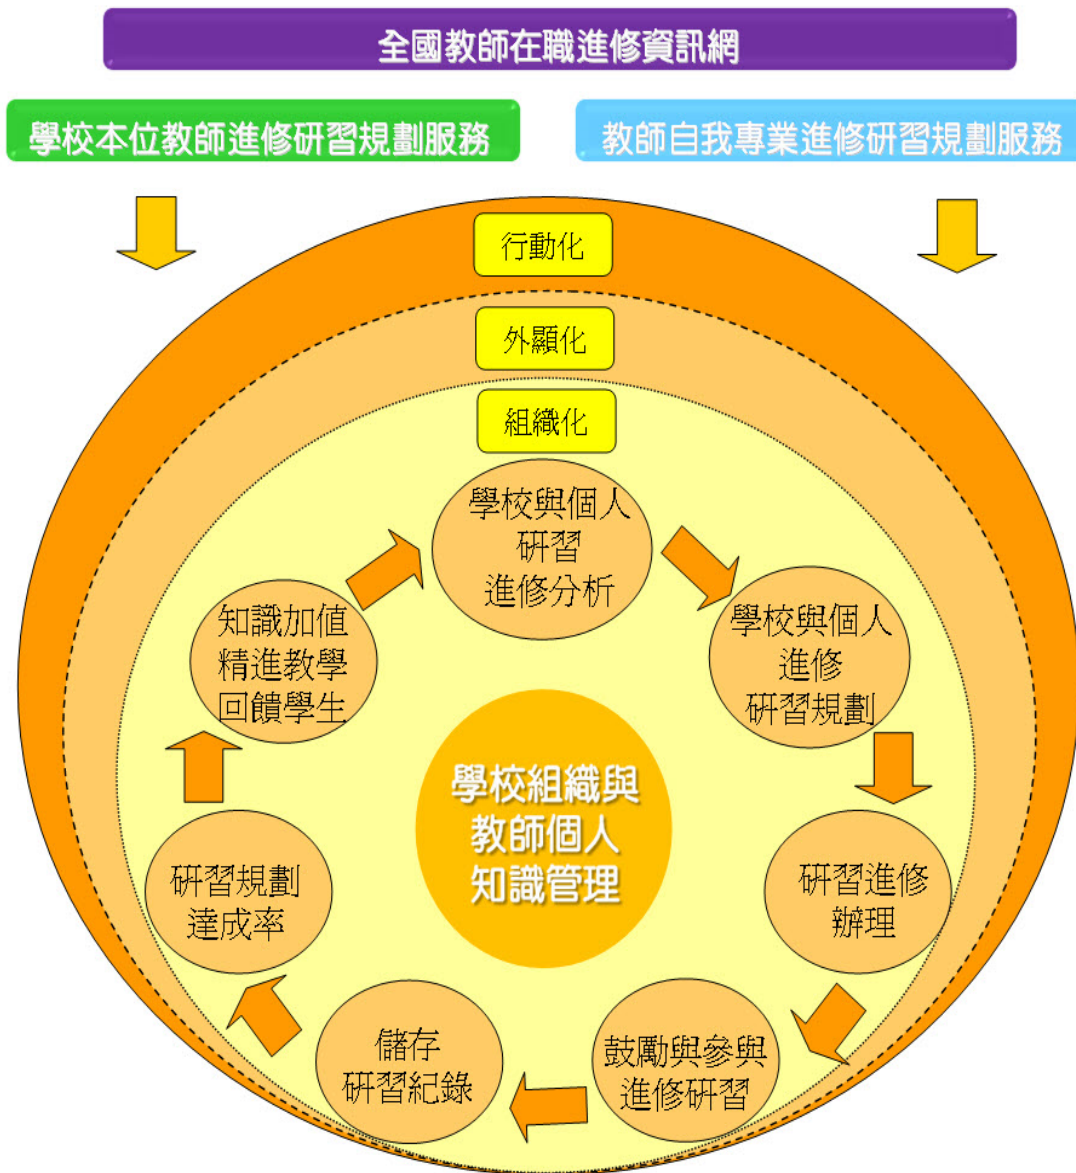 全國教師在職進修資訊網
學校本位教師進修研習規劃服務
教師自我專業進修研習規劃服務
行動化
外顯化
組織化
學校與個人
研習
進修分析
學校與個人
進修
研習規劃
研習進修
辦理
鼓勵與參與
進修研習
儲存
研習紀錄
研習規劃
達成率
知識加值
精進教學
回饋學生
學校組織與
教師個人
知識管理